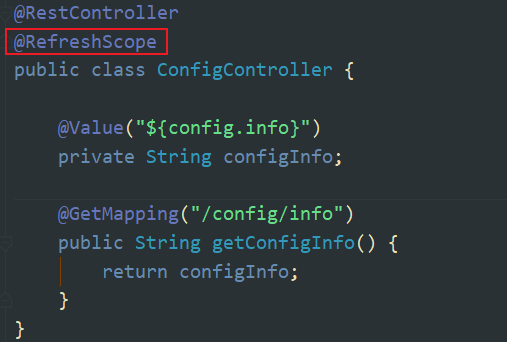 @RestController
@RefreshScope
public class ConfigController {
@Value("${config.info}")
private String configInfo;
@GetMapping("/config/info")
public String getConfigInfo() {
return configInfo;
}
}